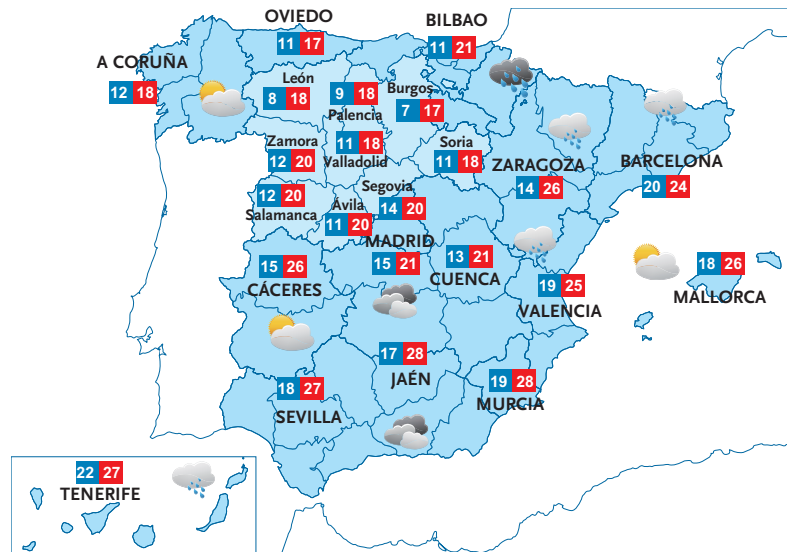 OVIEDO
11 17
BILBAO
11 21
A CORUÑA
12 18
León
8 18
9 18
Palencia
Burgos
7 17
Zamora
12 20
11 18
Valladolid
Soria
11 18
ZARAGOZA
14 26
BARCELONA
20 24
12 20
Salamanca
Segovia
14 20
Ávila
11 20
MADRID
15 21
13 21
CUENCA
15 26
CÁCERES
19 25
VALENCIA
18 26
MALLORCA
17 28
JAÉN
18 27
SEVILLA
19 28
MURCIA
22 27
TENERIFE